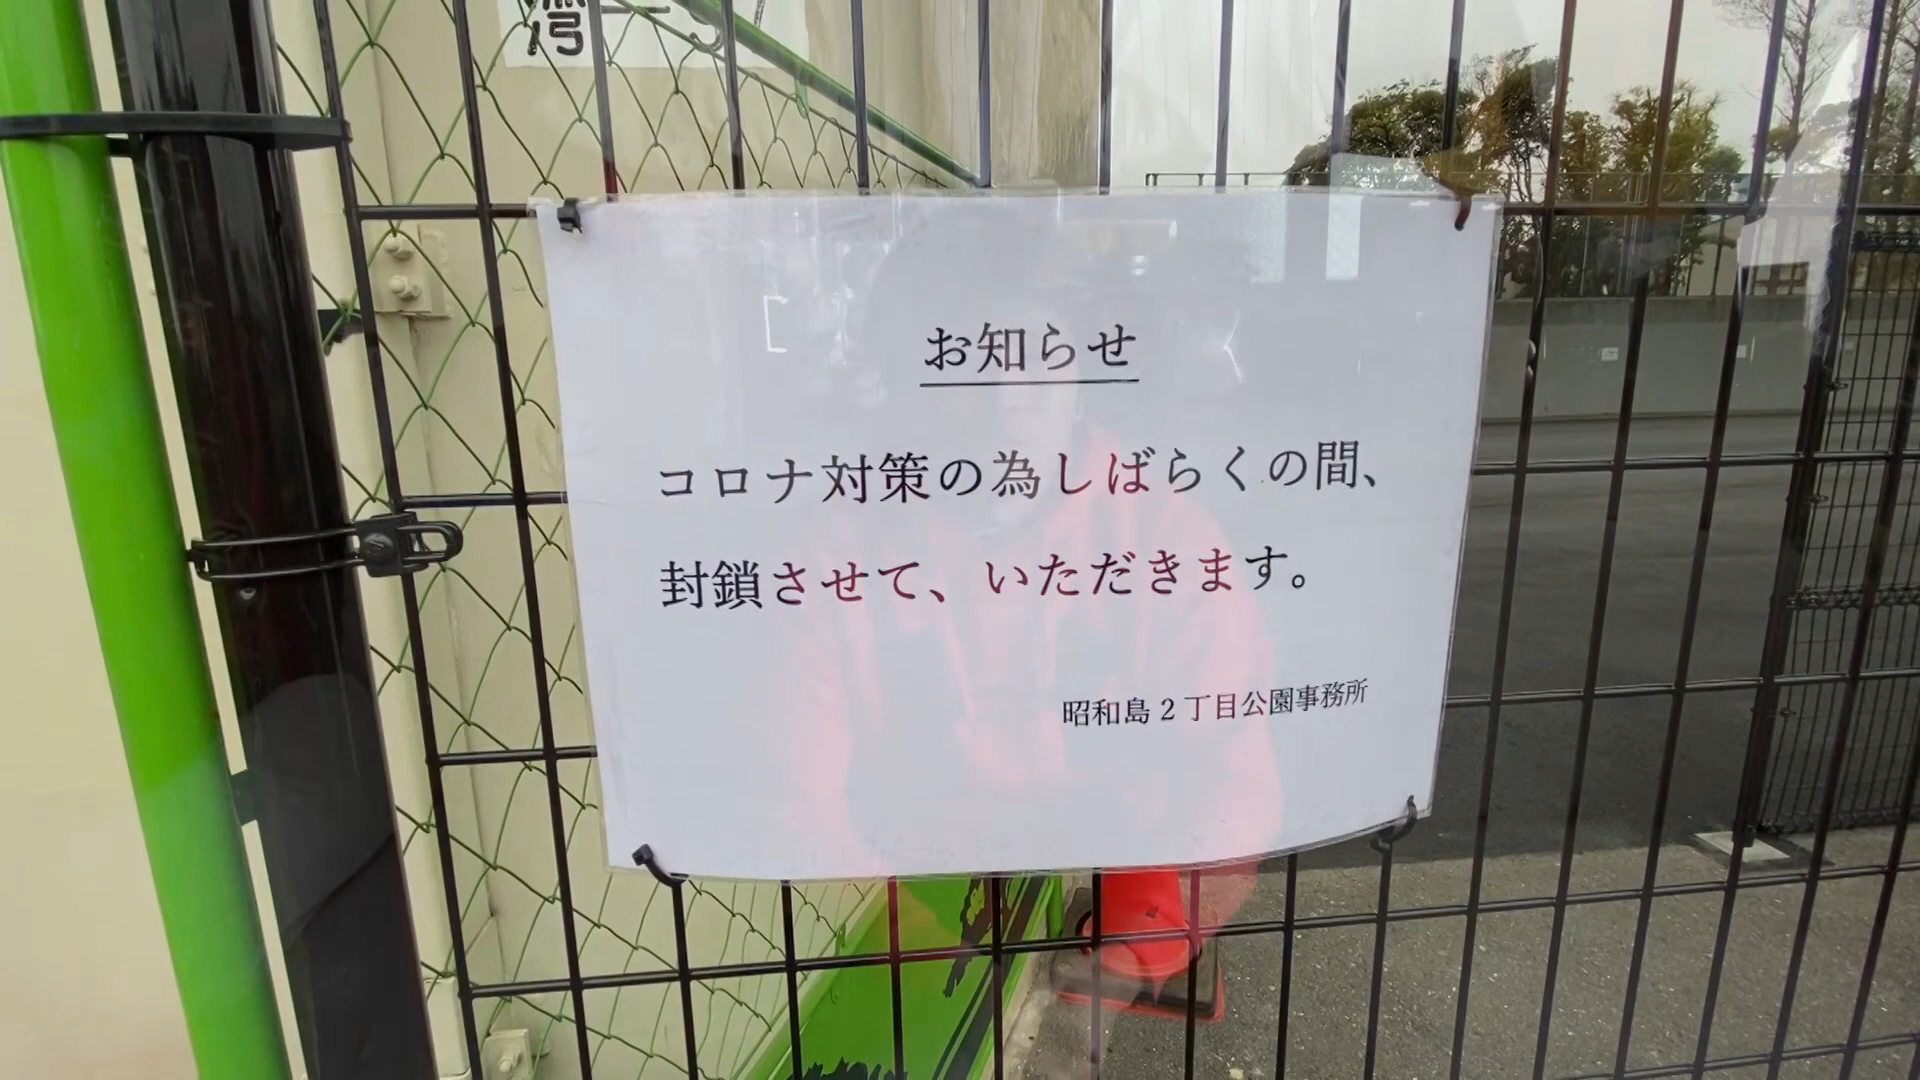 お知らせ
コロナ対策の為しばらくの間、
封鎖させて、いただきます。
昭和島２丁目公園事務所